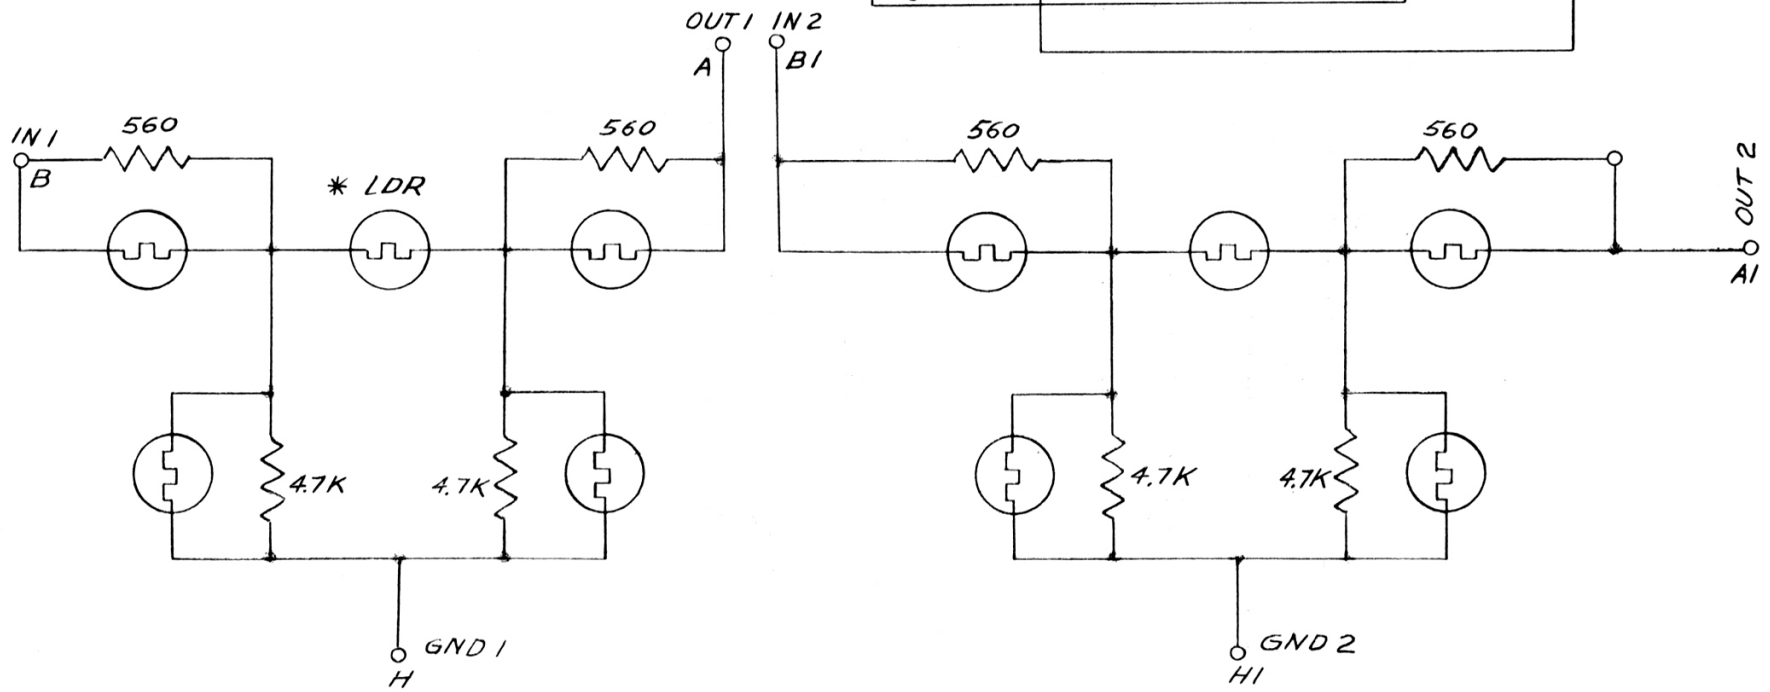 OUT 1 IN 2
A B1
IN 1
B
560
* LDR
560
560
560
OUT 2
A1
4.7K
4.7K
4.7K
4.7K
GND 1
H
GND 2
H1